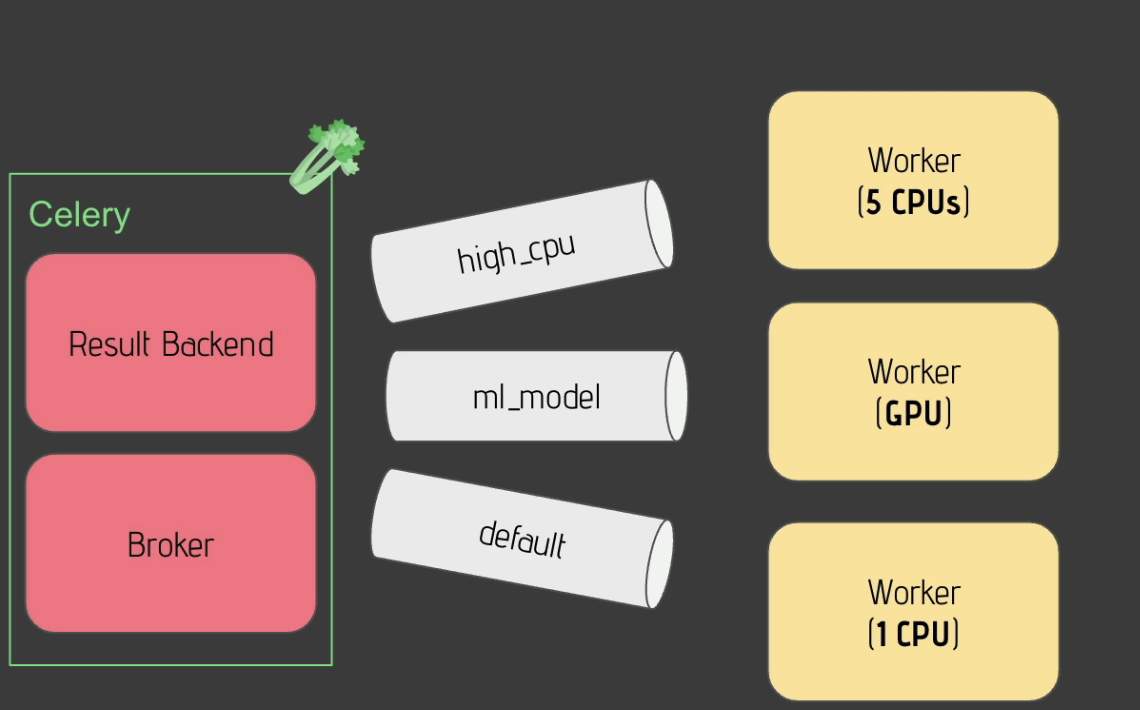 Celery
Result Backend
Broker
high_cpu
ml_model
default
Worker
(5 CPUs)
Worker
(GPU)
Worker
(1 CPU)